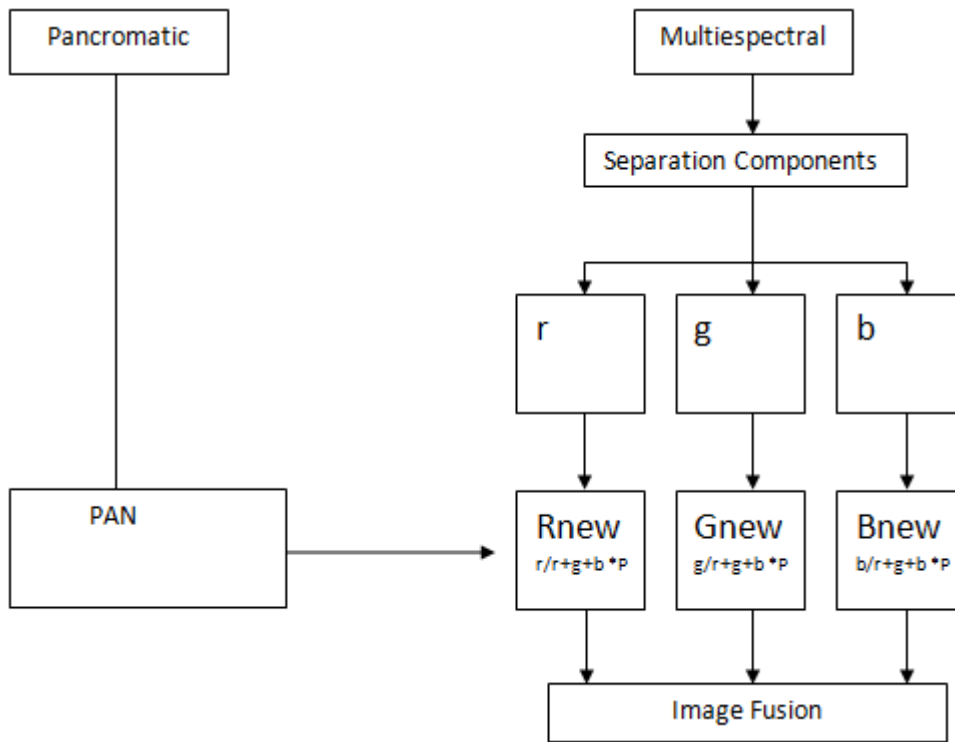 Pancromatic
Multiespectral
Separation Components
r
g
b
PAN
Rnew
r/r+g+b *P
Gnew
g/r+g+b *P
Bnew
b/r+g+b *P
Image Fusion